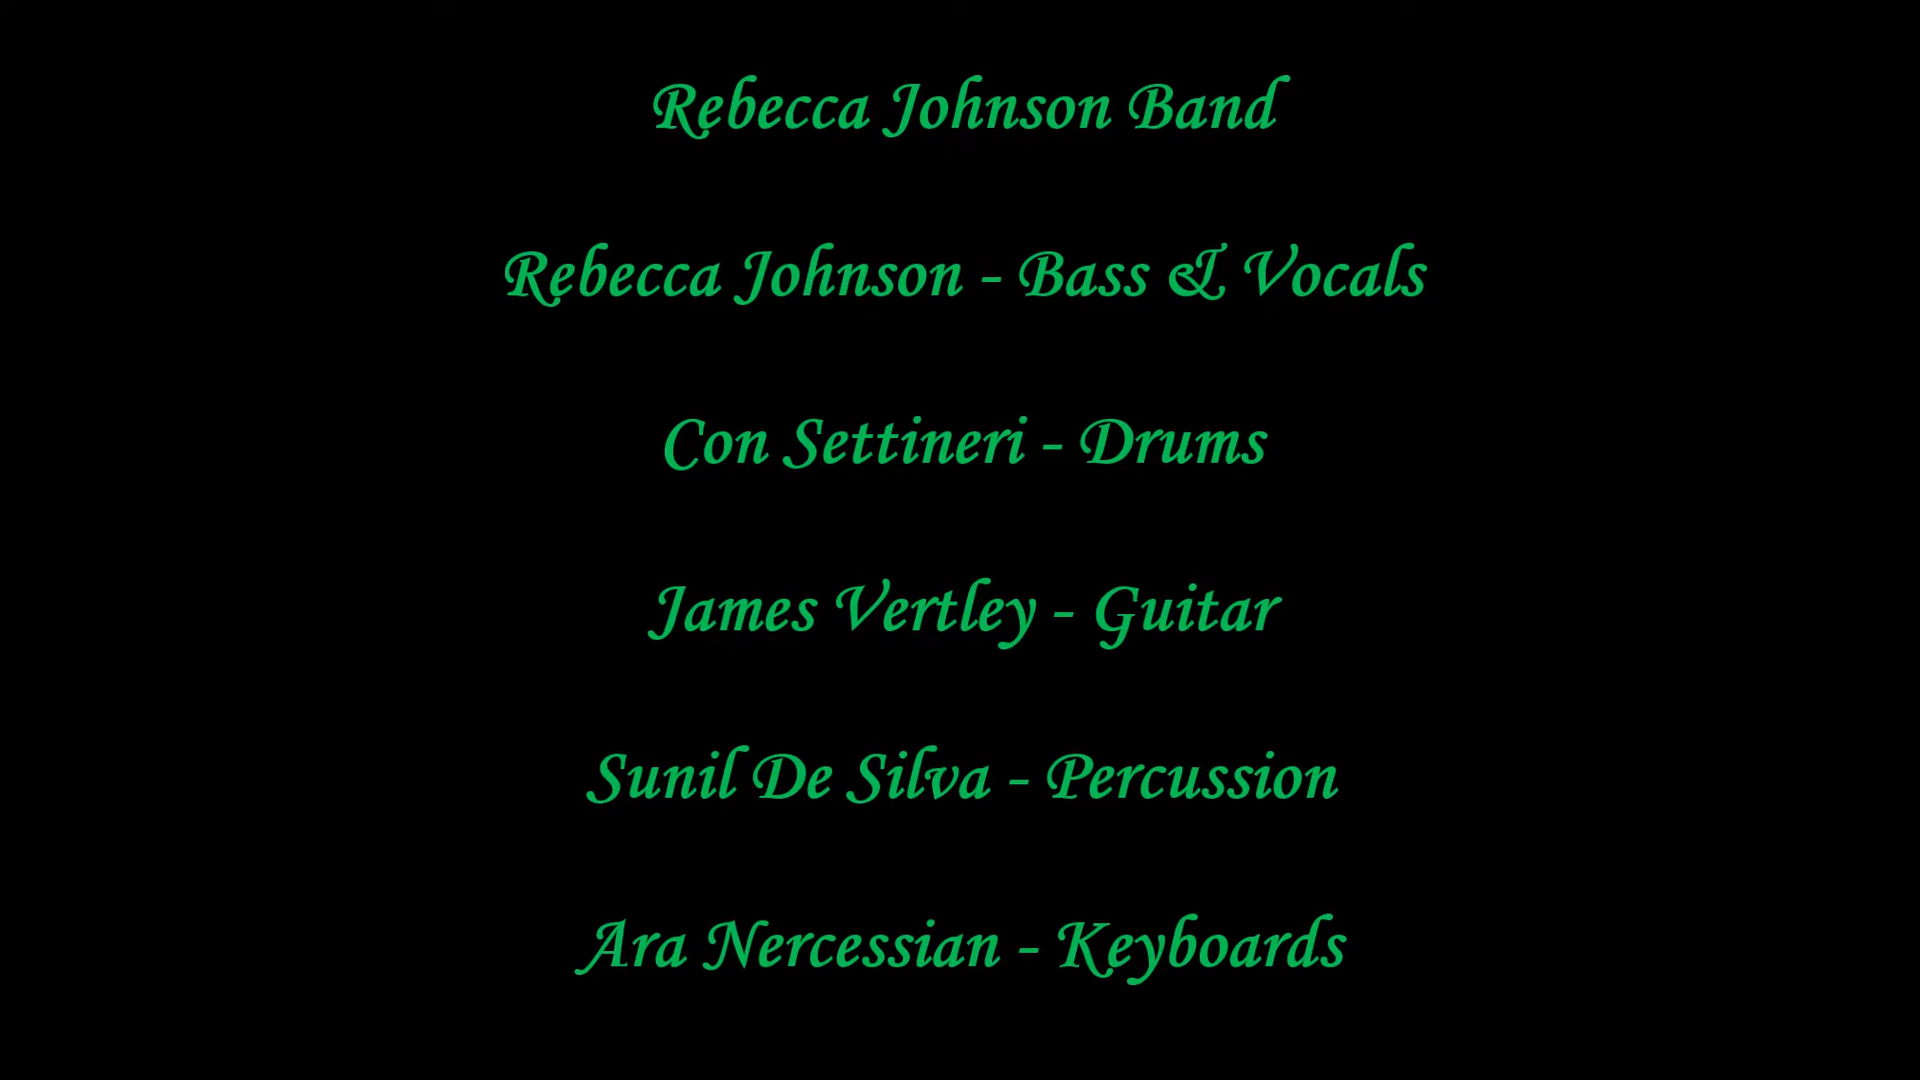 Rebecca Johnson Band
Rebecca Johnson - Bass & Vocals
Con Settineri - Drums
James Vertley - Guitar
Sunil De Silva - Percussion
Ara Nercessian - Keyboards